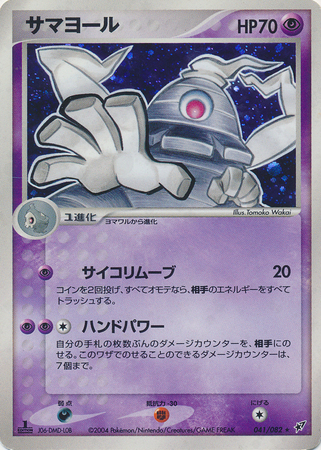 サマヨール HP70
Illus.Tomoko Wakai
1進化 ヨマワルから進化
サイコリムーブ 20
コインを2回投げ、すべてオモテなら、相手のエネルギーをすべて
トラッシュする。
ハンドパワー
自分の手札の枚数ぶんのダメージカウンターを、相手にのせ
る。このワザでのせることのできるダメージカウンターは、
7個まで。
弱点 抵抗力 -30 にげる
1 J06-DMD-L0B ©2004 Pokémon/Nintendo/Creatures/GAME FREAK. 041/082 ★